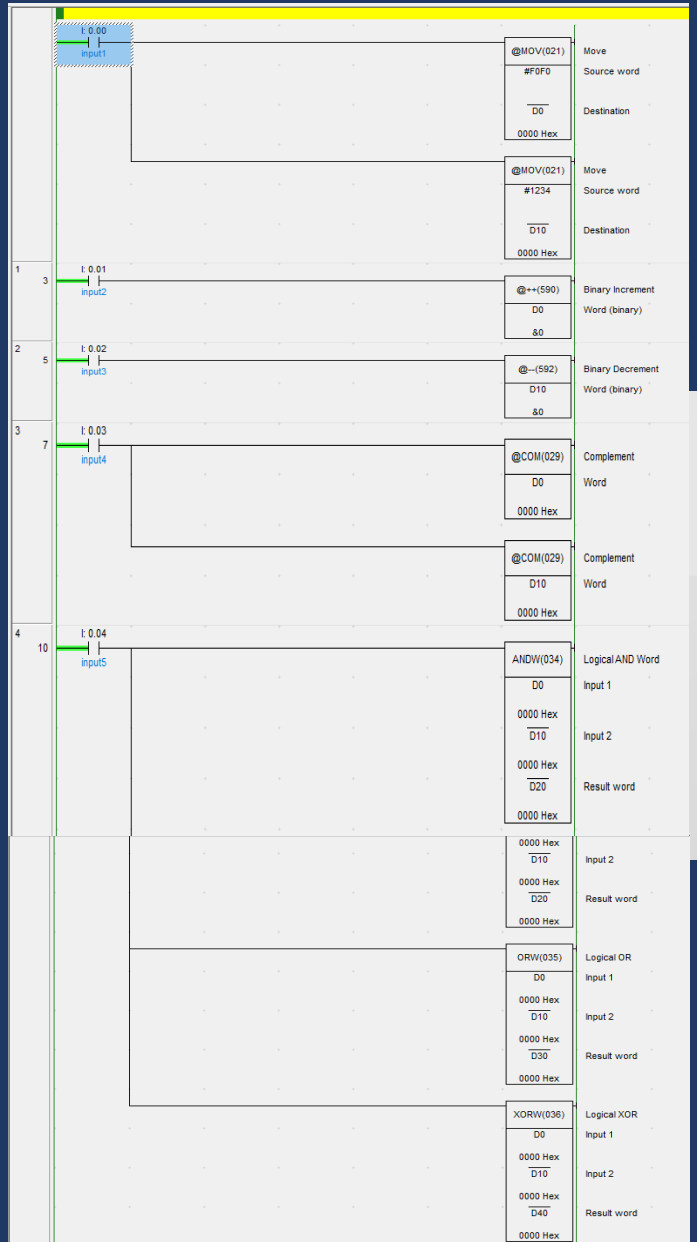 I: 0.00
input1
@MOV(021) Move
#F0F0 Source word
D0 Destination
0000 Hex
@MOV(021) Move
#1234 Source word
D10 Destination
0000 Hex
1
3
I: 0.01
input2
@++(590) Binary Increment
D0 Word (binary)
&0
2
5
I: 0.02
input3
@--(592) Binary Decrement
D10 Word (binary)
&0
3
7
I: 0.03
input4
@COM(029) Complement
D0 Word
0000 Hex
@COM(029) Complement
D10 Word
0000 Hex
4
10
I: 0.04
input5
ANDW(034) Logical AND Word
D0 Input 1
0000 Hex
D10 Input 2
0000 Hex
D20 Result word
0000 Hex
0000 Hex
D10 Input 2
0000 Hex
D20 Result word
0000 Hex
ORW(035) Logical OR
D0 Input 1
0000 Hex
D10 Input 2
0000 Hex
D30 Result word
0000 Hex
XORW(036) Logical XOR
D0 Input 1
0000 Hex
D10 Input 2
0000 Hex
D40 Result word
0000 Hex